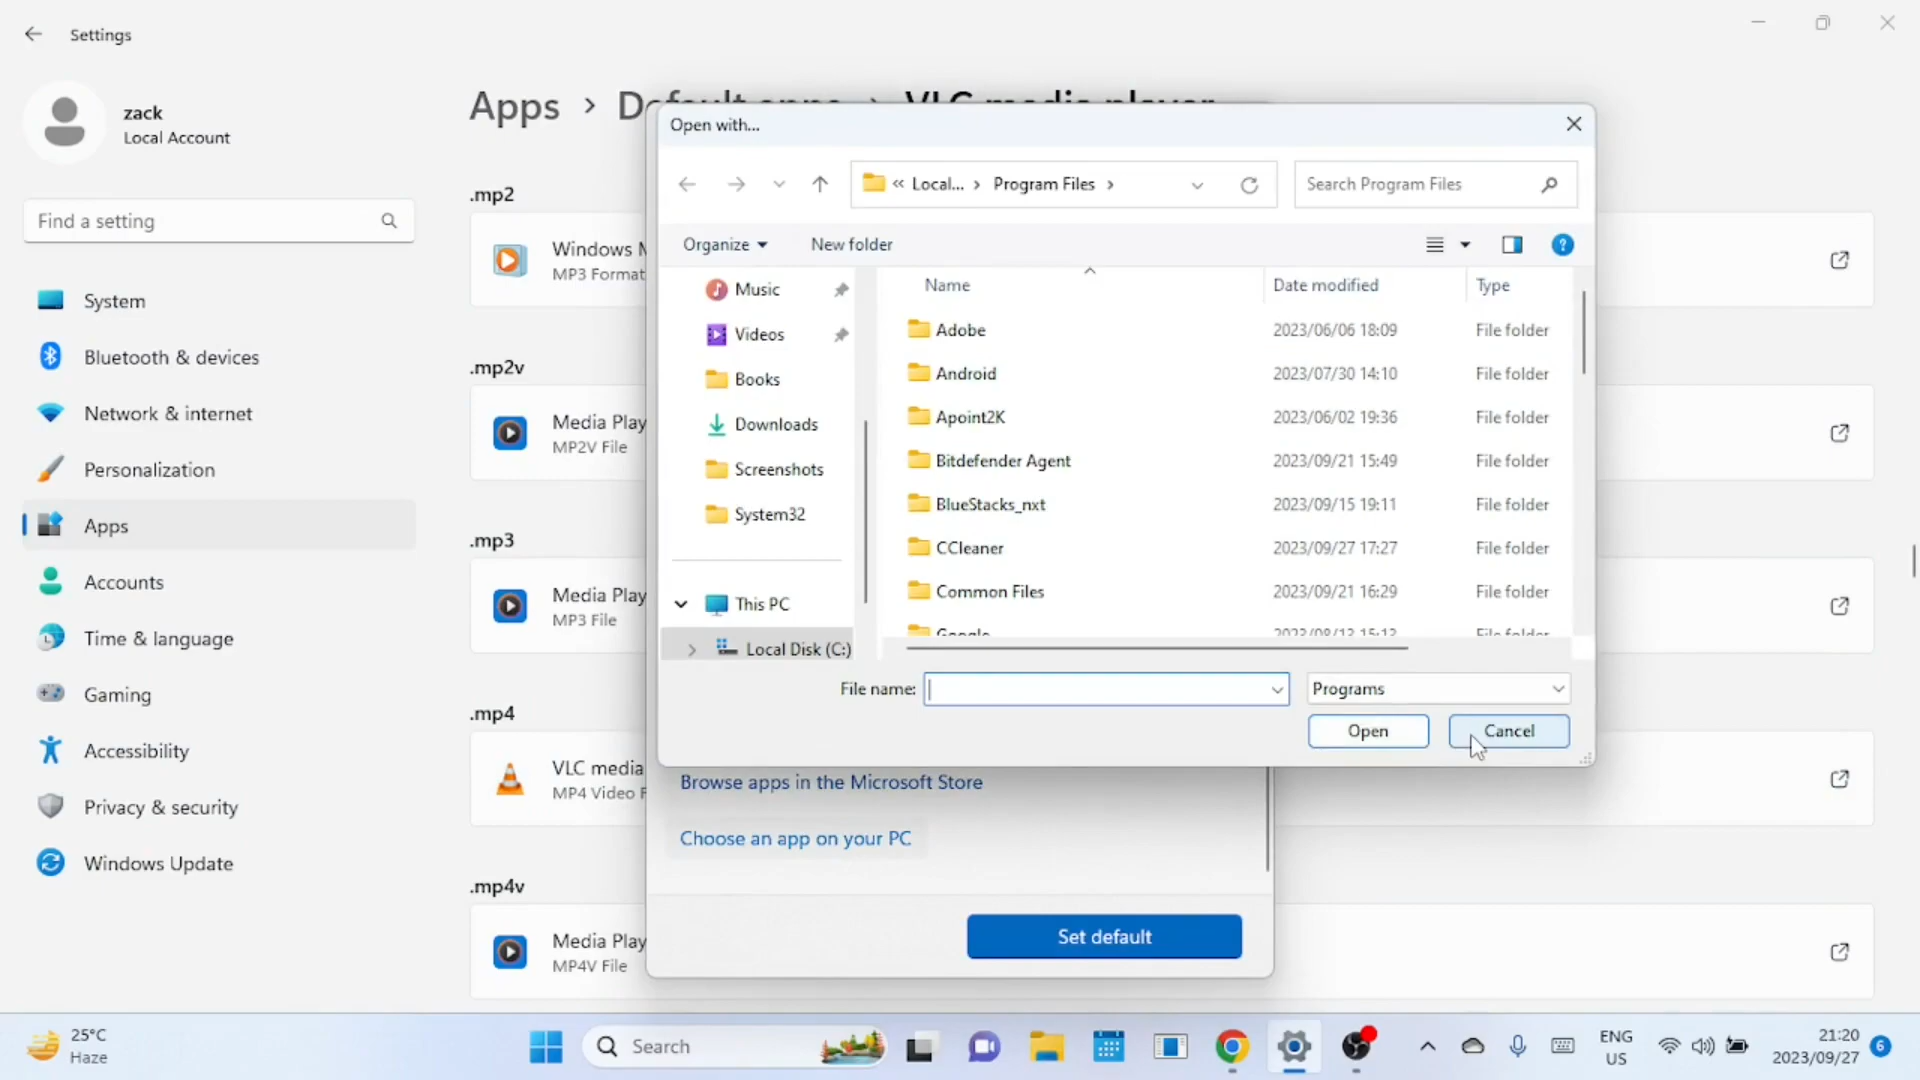 Settings
zack
Local Account
Find a setting
System
Bluetooth & devices
Network & internet
Personalization
Apps
Accounts
Time & language
Gaming
Accessibility
Privacy & security
Windows Update
Apps > Default apps > VLC media player
.mp2
Windows M
MP3 Format
.mp2v
Media Play
MP2V File
.mp3
Media Play
MP3 File
.mp4
VLC media
MP4 Video F
.mp4v
Media Play
MP4V File
Open with...
« Local... > Program Files >
Search Program Files
Organize
New folder
Music
Videos
Books
Downloads
Screenshots
System32
This PC
Local Disk (C:)
Name Date modified Type
Adobe 2023/06/06 18:09 File folder
Android 2023/07/30 14:10 File folder
Apoint2K 2023/06/02 19:36 File folder
Bitdefender Agent 2023/09/21 15:49 File folder
BlueStacks_nxt 2023/09/15 19:11 File folder
CCleaner 2023/09/27 17:27 File folder
Common Files 2023/09/21 16:29 File folder
Google 2023/08/13 15:13 File folder
File name:
Programs
Open
Cancel
Browse apps in the Microsoft Store
Choose an app on your PC
Set default
25°C
Haze
Search
ENG
US
21:20
2023/09/27
6